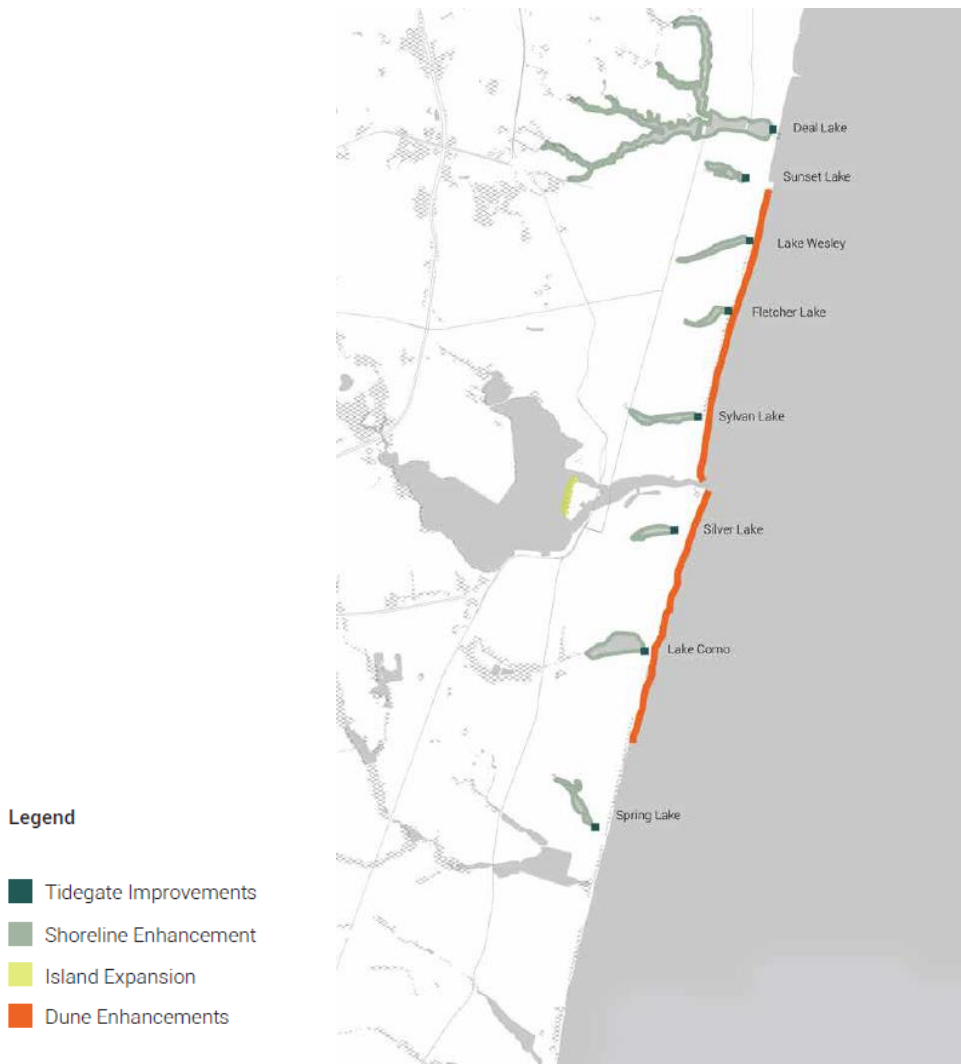 Deal Lake
Sunset Lake
Lake Wesley
Fletcher Lake
Sylvan Lake
Silver Lake
Lake Como
Spring Lake
Legend
Tidegate Improvements
Shoreline Enhancement
Island Expansion
Dune Enhancements